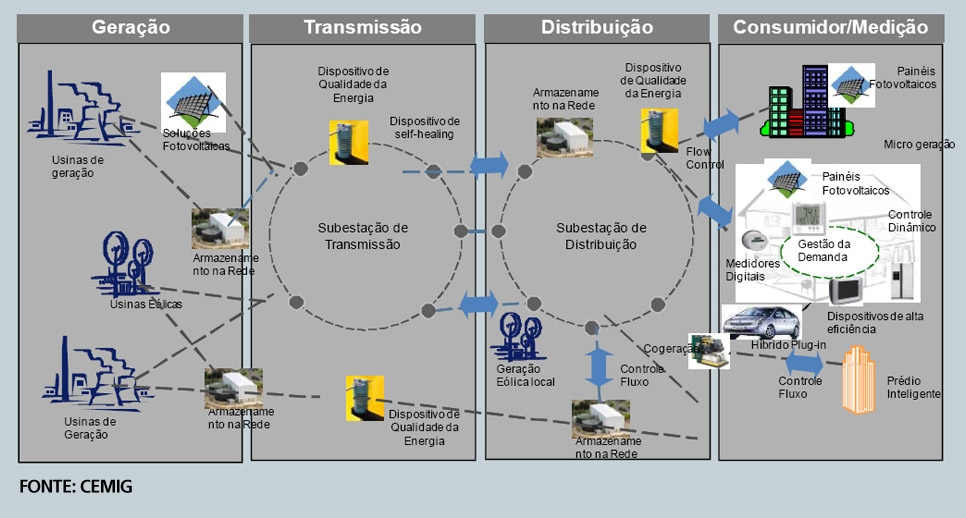 Geração
Transmissão
Distribuição
Consumidor/Medição
Usinas de
geração
Soluções
Fotovoltaicas
Armazename
nto na Rede
Usinas Eólicas
Usinas de
Geração
Armazename
nto na Rede
Dispositivo de
Qualidade da
Energia
Dispositivo de
self-healing
Subestação de
Transmissão
Dispositivo de
Qualidade da
Energia
Armazename
nto na Rede
Dispositivo
de Qualidade
da Energia
Flow
Control
Subestação de
Distribuição
Geração
Eólica local
Controle
Fluxo
Armazename
nto na Rede
Cogeração
Painéis
Fotovoltaicos
Micro geração
Painéis
Fotovoltaicos
Controle
Dinâmico
Gestão da
Demanda
Medidores
Digitais
Dispositivos de alta
eficiência
Híbrido Plug-in
Controle
Fluxo
Prédio
Inteligente
FONTE: CEMIG